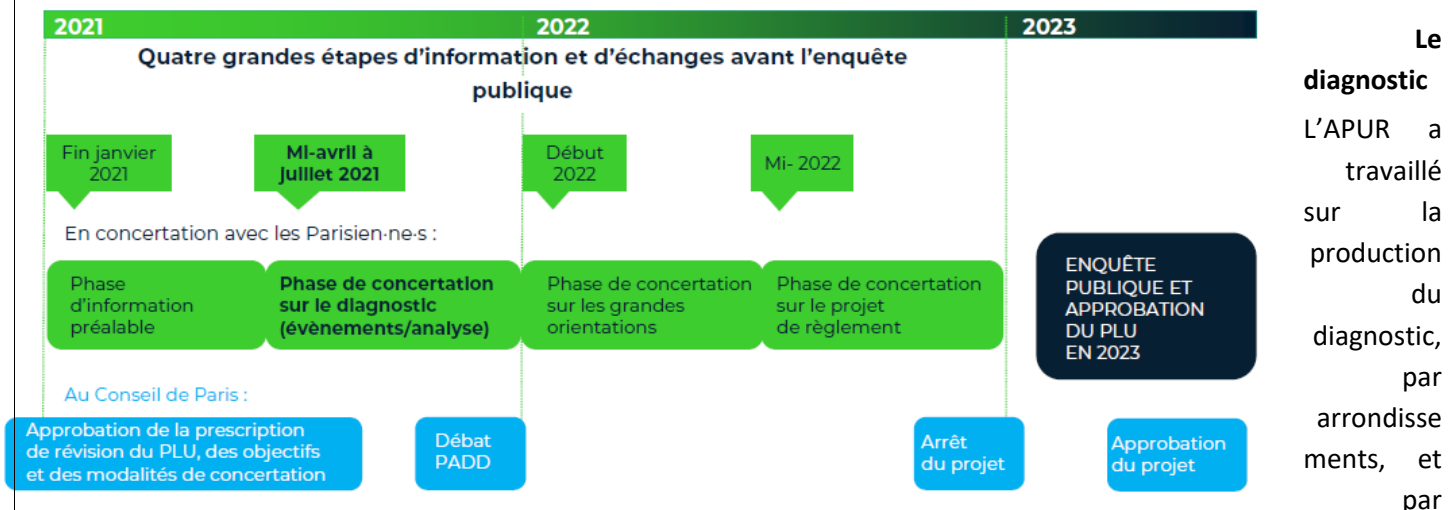 2021 2022 2023
Quatre grandes étapes d'information et d'échanges avant l'enquête
publique
Fin janvier
2021
Mi-avril à
juillet 2021
Début
2022
Mi- 2022
En concertation avec les Parisien·ne·s :
Phase
d'information
préalable
Phase de concertation
sur le diagnostic
(évènements/analyse)
Phase de concertation
sur les grandes
orientations
Phase de concertation
sur le projet
de règlement
ENQUÊTE
PUBLIQUE ET
APPROBATION
DU PLU
EN 2023
Au Conseil de Paris :
Approbation de la prescription
de révision du PLU, des objectifs
et des modalités de concertation
Débat
PADD
Arrêt
du projet
Approbation
du projet
Le
diagnostic
L'APUR a
travaillé
sur la
production
du
diagnostic,
par
arrondisse
ments, et
par